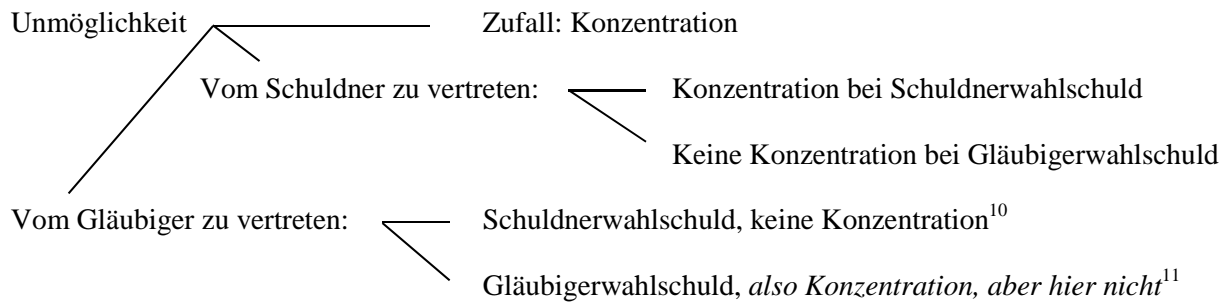 Unmöglichkeit Zufall: Konzentration
Vom Schuldner zu vertreten: Konzentration bei Schuldnerwahlschuld
Keine Konzentration bei Gläubigerwahlschuld
Vom Gläubiger zu vertreten: Schuldnerwahlschuld, keine Konzentration10
Gläubigerwahlschuld, also Konzentration, aber hier nicht11